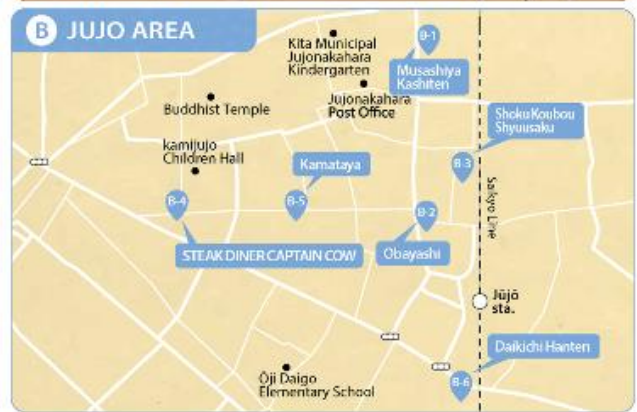 B JUJO AREA
Kita Municipal
Jujonakahara
Kindergarten
B-1
Musashiya
Kashiten
Buddhist Temple
Jujonakahara
Post Office
Shoku Koubou
Shyuusaku
kamijujo
Children Hall
Kamataya
B-3
B-4
B-5
B-2
Saikyo Line
STEAK DINER CAPTAIN COW
Obayashi
Jūjō
sta.
Daikichi Hanten
Ōji Daigo
Elementary School
B-6